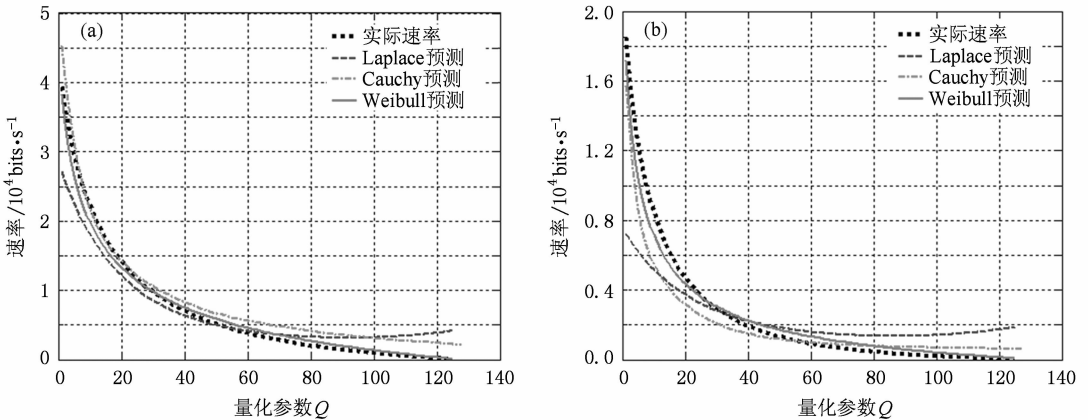 (a)
实际速率
Laplace预测
Cauchy预测
Weibull预测
5
4
3
2
1
0
速率/10⁴ bits•s⁻¹
0 20 40 60 80 100 120 140
量化参数Q
(b)
实际速率
Laplace预测
Cauchy预测
Weibull预测
2.0
1.6
1.2
0.8
0.4
0.0
速率/10⁴ bits•s⁻¹
0 20 40 60 80 100 120 140
量化参数Q